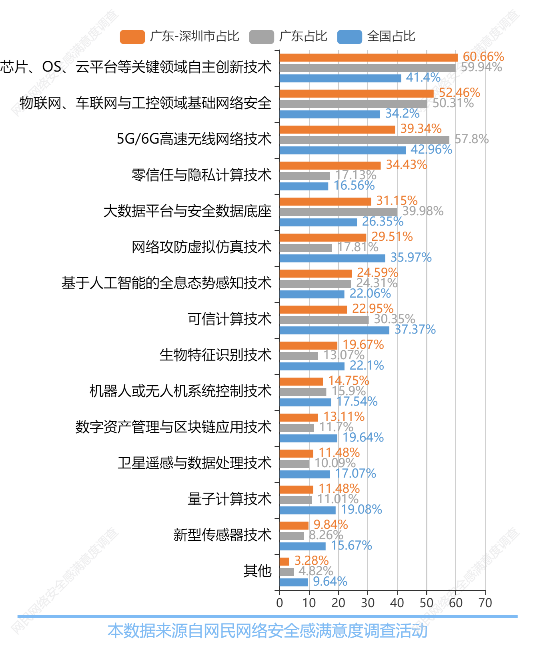 广东-深圳市占比 广东占比 全国占比
芯片、OS、云平台等关键领域自主创新技术 60.66% 59.94% 41.4%
物联网、车联网与工控领域基础网络安全 52.46% 50.31% 34.2%
5G/6G高速无线网络技术 39.34% 57.8% 42.96%
零信任与隐私计算技术 34.43% 17.13% 16.56%
大数据平台与安全数据底座 31.15% 39.98% 26.35%
网络攻防虚拟仿真技术 29.51% 17.81% 35.97%
基于人工智能的全息态势感知技术 24.59% 24.31% 22.06%
可信计算技术 22.95% 30.35% 37.37%
生物特征识别技术 19.67% 13.07% 22.1%
机器人或无人机系统控制技术 14.75% 15.9% 17.54%
数字资产管理与区块链应用技术 13.11% 11.7% 19.64%
卫星遥感与数据处理技术 11.48% 10.09% 17.07%
量子计算技术 11.48% 11.01% 19.08%
新型传感器技术 9.84% 8.26% 15.67%
其他 3.28% 4.82% 9.64%
0 10 20 30 40 50 60 70
本数据来源自网民网络安全感满意度调查活动